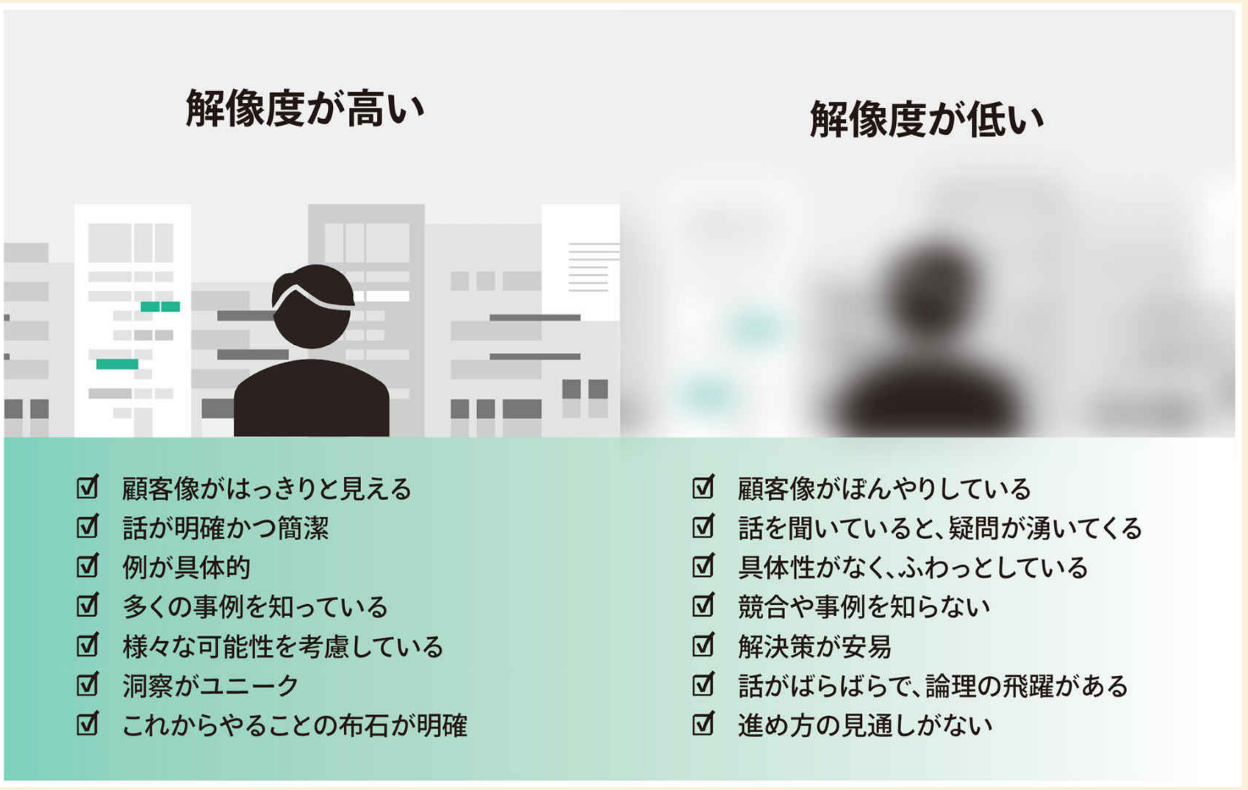 解像度が高い
顧客像がはっきりと見える
話が明確かつ簡潔
例が具体的
多くの事例を知っている
様々な可能性を考慮している
洞察がユニーク
これからやることの布石が明確
解像度が低い
顧客像がぼんやりしている
話を聞いていると、疑問が湧いてくる
具体性がなく、ふわっとしている
競合や事例を知らない
解決策が安易
話がばらばらで、論理の飛躍がある
進め方の見通しがない